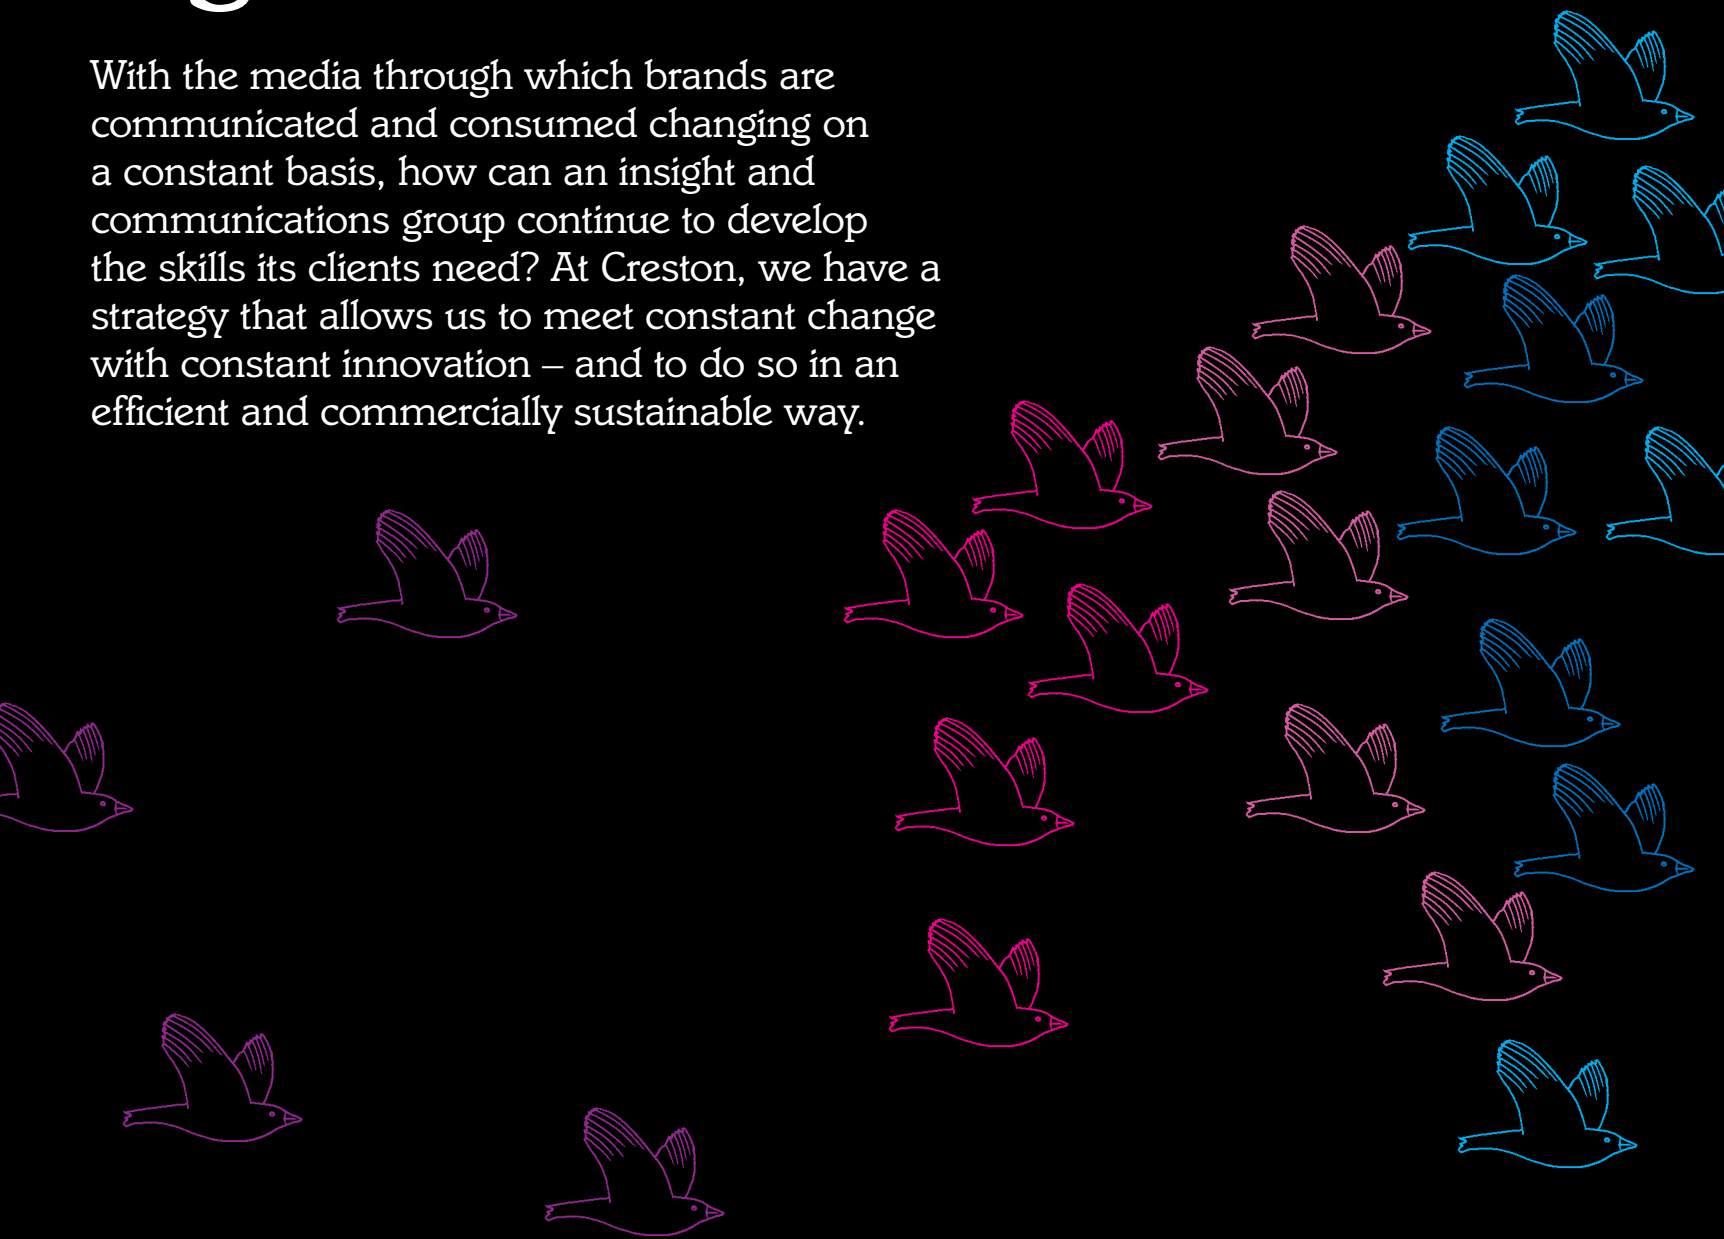 With the media through which brands are
communicated and consumed changing on
a constant basis, how can an insight and
communications group continue to develop
the skills its clients need? At Creston, we have a
strategy that allows us to meet constant change
with constant innovation – and to do so in an
efficient and commercially sustainable way.